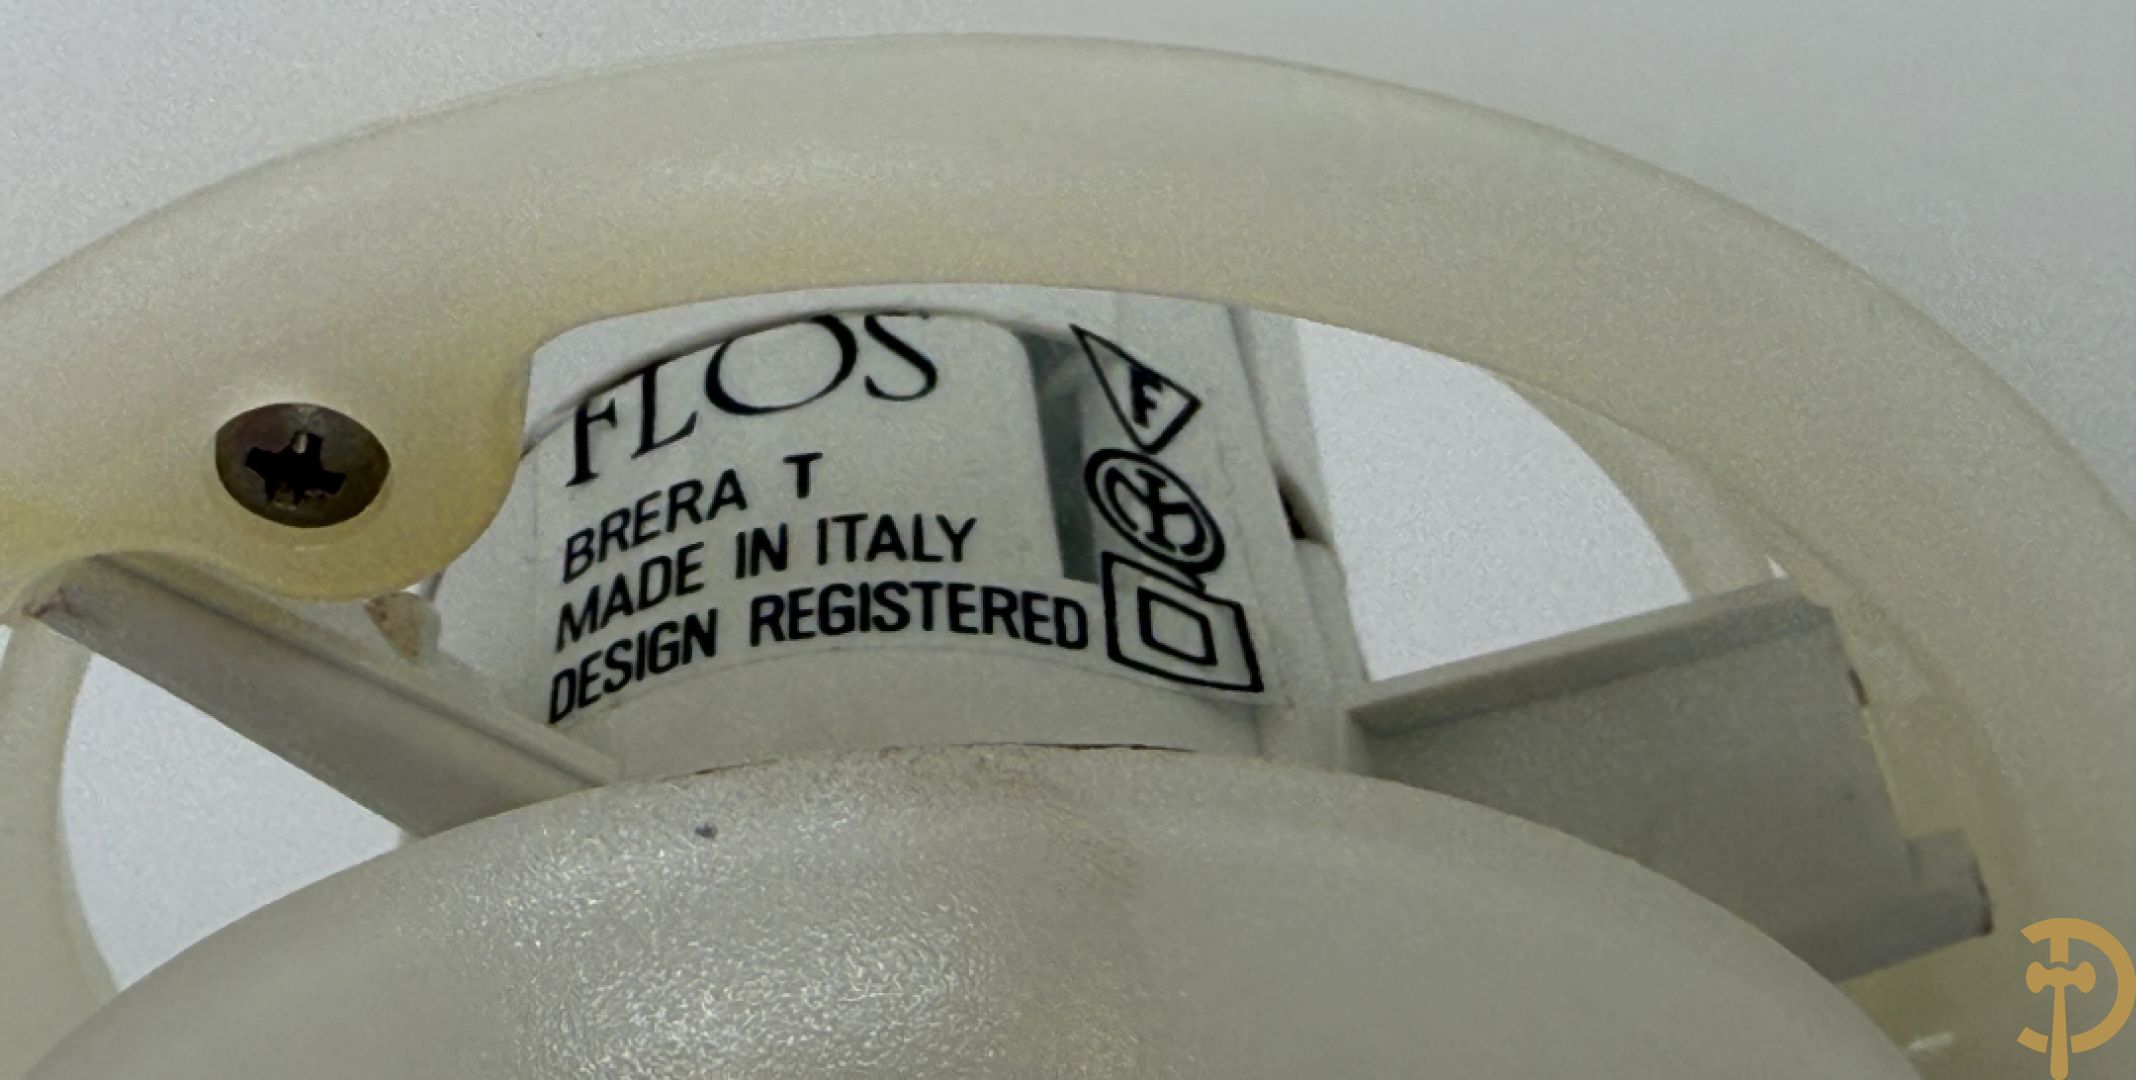 FLOS
BRERA T
MADE IN ITALY
DESIGN REGISTERED
F